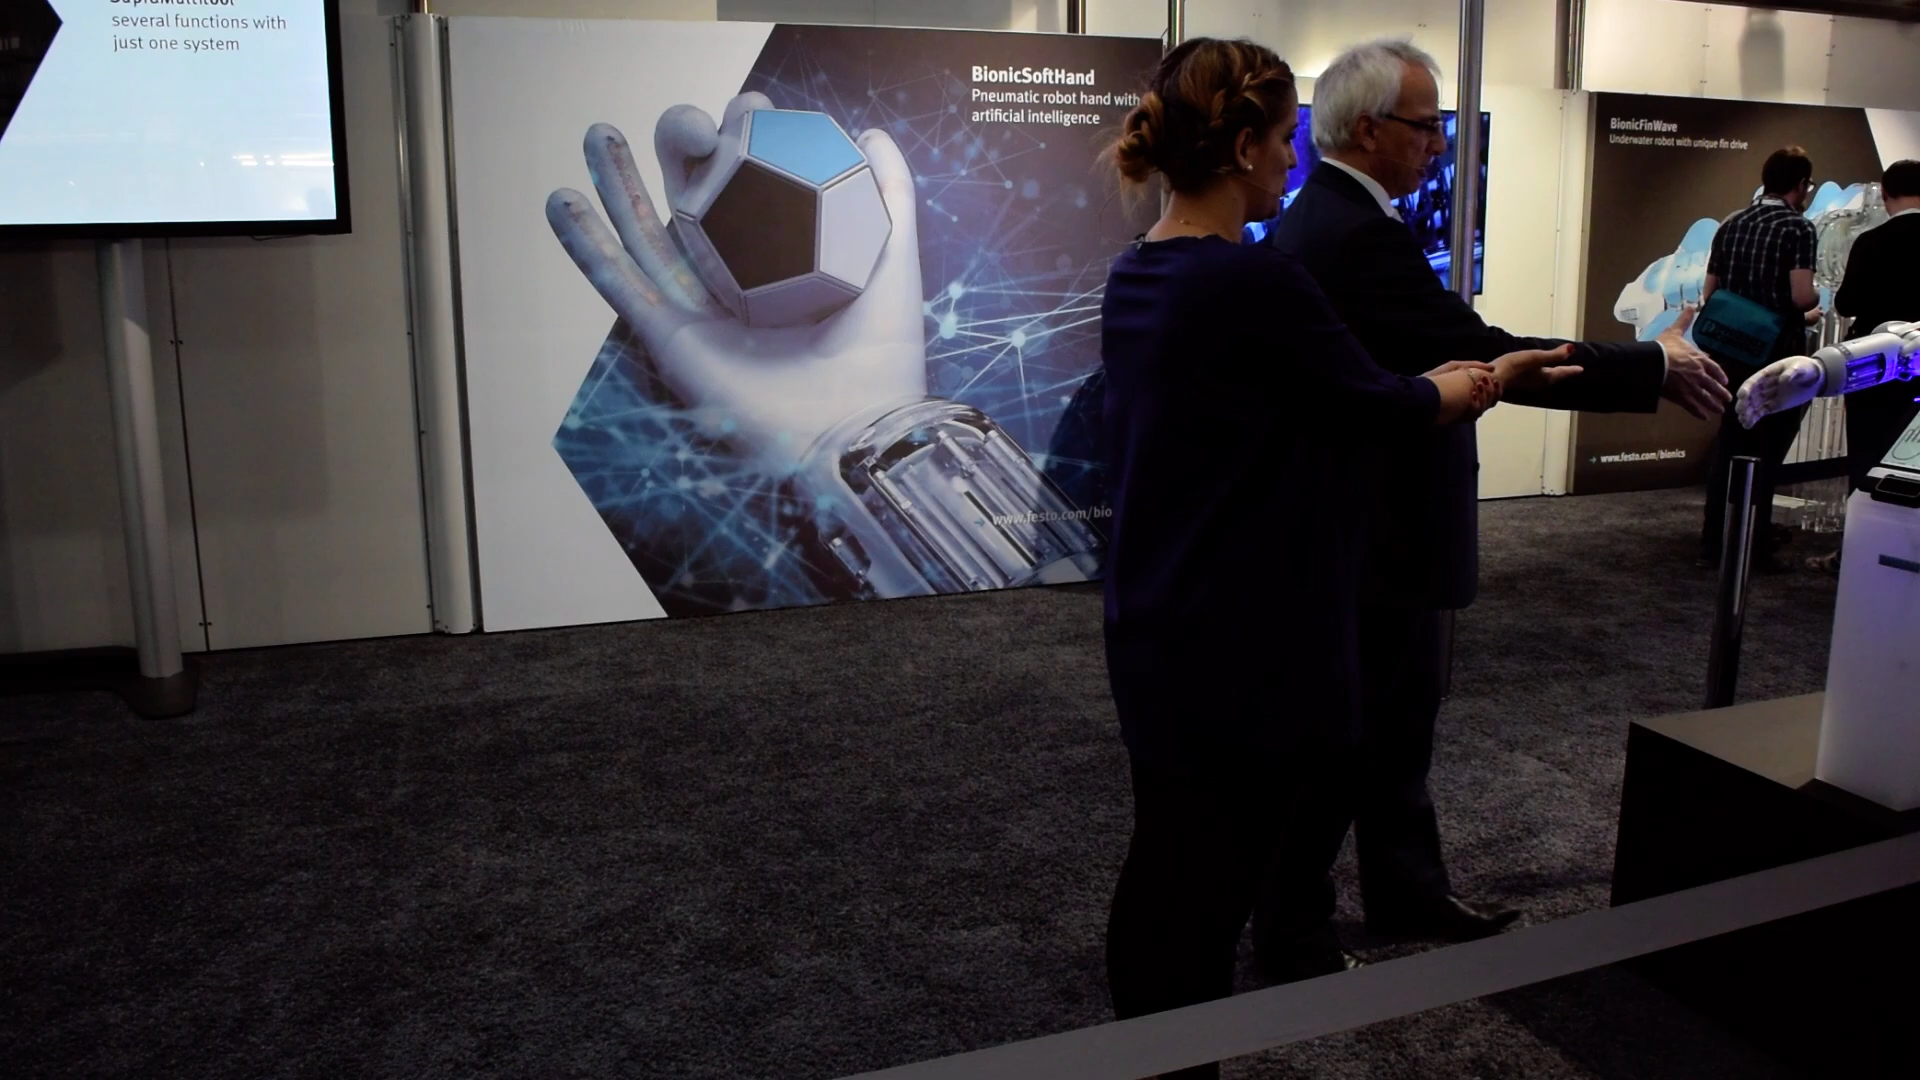 SupraMultitool
several functions with
just one system
BionicSoftHand
Pneumatic robot hand with
artificial intelligence
www.festo.com/bio
BionicFinWave
Underwater robot with unique fin drive
www.festo.com/bionics